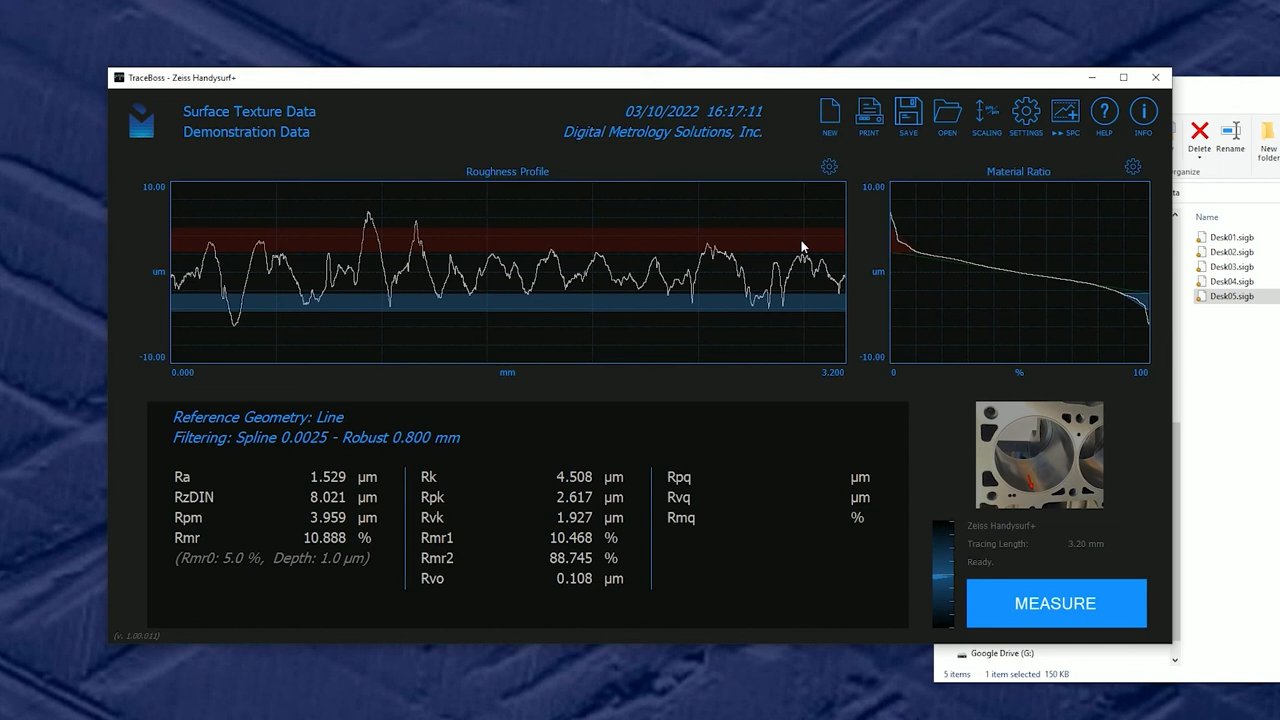 TraceBoss - Zeiss Handysurf+
Surface Texture Data
Demonstration Data
03/10/2022 16:17:11
Digital Metrology Solutions, Inc.
NEW
PRINT
SAVE
OPEN
SCALING
SETTINGS
►► SPC
HELP
INFO
Roughness Profile
10.00
um
-10.00
0.000
mm
3.200
Material Ratio
10.00
um
-10.00
0
%
100
Reference Geometry: Line
Filtering: Spline 0.0025 - Robust 0.800 mm
Ra 1.529 µm
RzDIN 8.021 µm
Rpm 3.959 µm
Rmr 10.888 %
(Rmr0: 5.0 %, Depth: 1.0 µm)
Rk 4.508 µm
Rpk 2.617 µm
Rvk 1.927 µm
Rmr1 10.468 %
Rmr2 88.745 %
Rvo 0.108 µm
Rpq µm
Rvq µm
Rmq %
Zeiss Handysurf+
Tracing Length: 3.20 mm
Ready.
MEASURE
(v. 1.00.011)
Delete
Rename
New
folder
Name
Desk01.sigb
Desk02.sigb
Desk03.sigb
Desk04.sigb
Desk05.sigb
Google Drive (G:)
5 items 1 item selected 150 KB